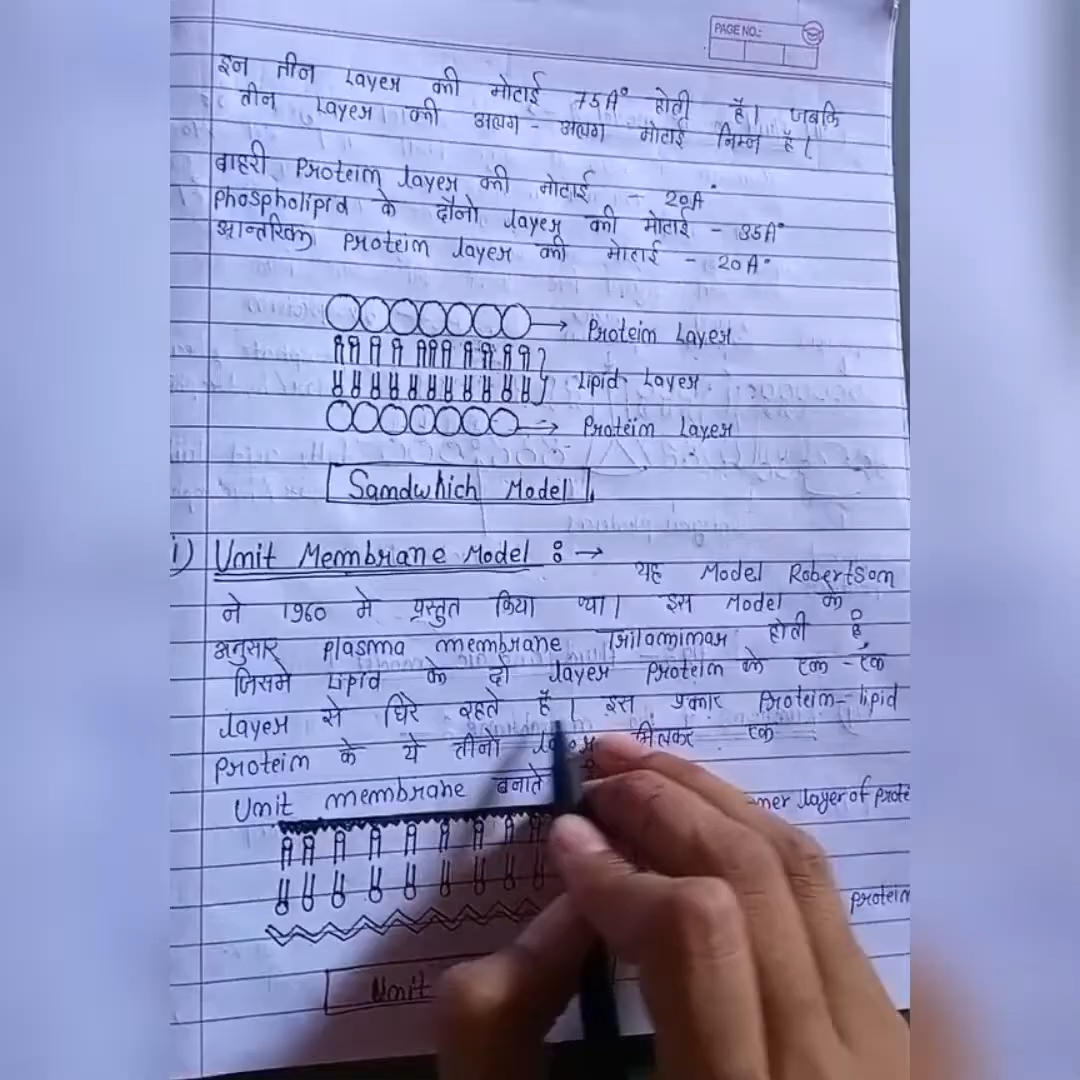 PAGE NO.:
इन तीन Layer की मोटाई 75A° होती है। जबकि
तीन Layer की अलग - अलग मोटाई निम्न है।
बाहरी Protein layer की मोटाई - 20A°
Phospholipid के दोनो layer की मोटाई - 35A°
आन्तरिक Protein layer की मोटाई - 20A°
Protein Layer
Lipid Layer
Protein Layer
Sandwhich Model
i) Unit Membrane Model :→
यह Model Robertson
ने 1960 मे प्रस्तुत किया था। इस Model के
अनुसार plasma membrane Trilaminar होती है
जिसमे Lipid के दो layer Protein के एक-एक
layer से घिरे रहते है। इस प्रकार Protein-lipid
Protein के ये तीनो layer मिलकर एक
Unit membrane बनाते
layer of prote
protein
Unit